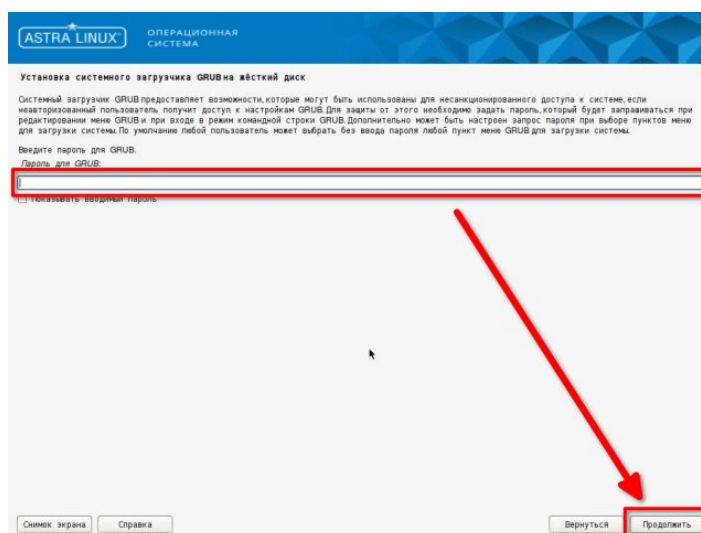 ASTRA LINUX®
ОПЕРАЦИОННАЯ
СИСТЕМА
Установка системного загрузчика GRUB на жёсткий диск
Системный загрузчик GRUB предоставляет возможности, которые могут быть использованы для несанкционированного доступа к системе, если
неавторизованный пользователь получит доступ к настройкам GRUB. Для защиты от этого необходимо задать пароль, который будет запрашиваться при
редактировании меню GRUB и при входе в режим командной строки GRUB. Дополнительно может быть настроен запрос пароля при выборе пунктов меню
для загрузки системы. По умолчанию любой пользователь может выбрать без ввода пароля любой пункт меню GRUB для загрузки системы.
Введите пароль для GRUB.
Пароль для GRUB:
Показывать вводимый пароль
Снимок экрана
Справка
Вернуться
Продолжить